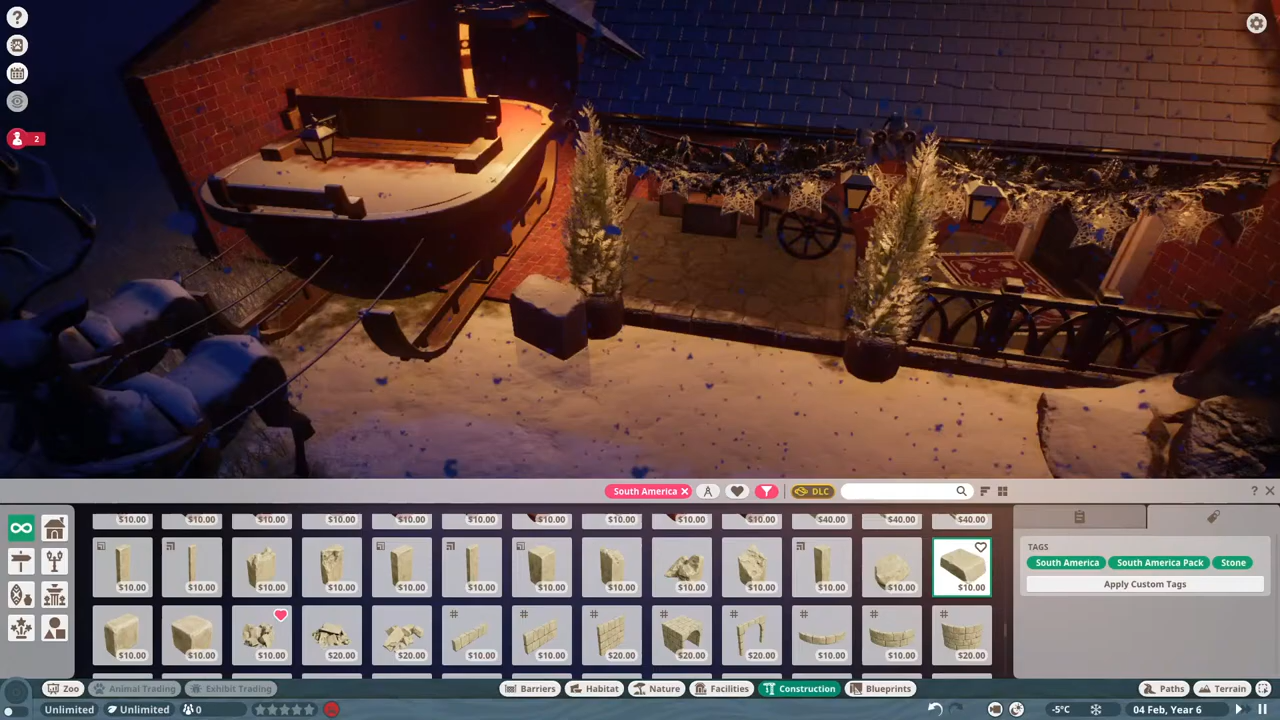 ?
2
South America ×
DLC
? ×
$10.00 $10.00 $10.00 $10.00 $10.00 $10.00 $10.00 $10.00 $10.00 $10.00 $40.00 $40.00 $40.00
$10.00 $10.00 $10.00 $10.00 $10.00 $10.00 $10.00 $10.00 $10.00 $10.00 $10.00 $10.00 $10.00
$10.00 $10.00 $10.00 $20.00 $20.00 $10.00 $10.00 $20.00 $20.00 $10.00 $10.00 $10.00 $20.00
TAGS
South America South America Pack Stone
Apply Custom Tags
Zoo Animal Trading Exhibit Trading Barriers Habitat Nature Facilities Construction Blueprints Paths Terrain
Unlimited Unlimited 0 -5°C 04 Feb, Year 6